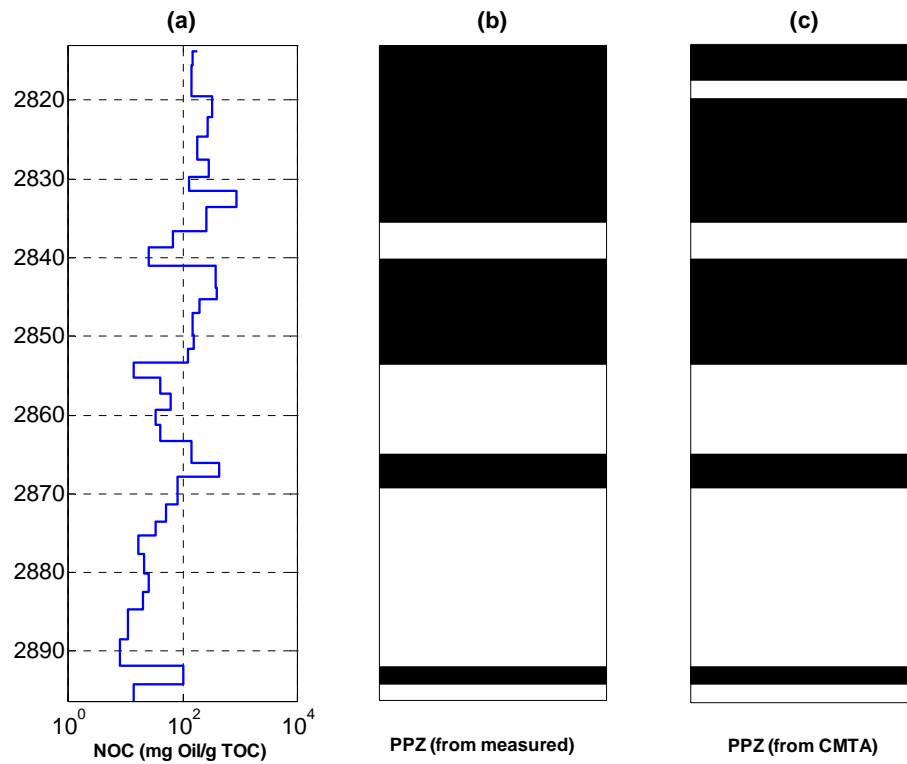 (a)
(b)
(c)
2820
2830
2840
2850
2860
2870
2880
2890
10^0
10^2
10^4
NOC (mg Oil/g TOC)
PPZ (from measured)
PPZ (from CMTA)